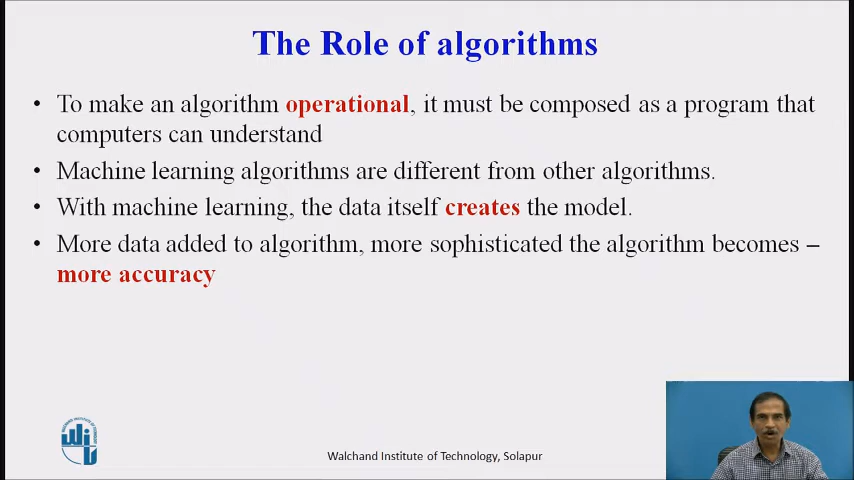 The Role of algorithms
• To make an algorithm operational, it must be composed as a program that
computers can understand
• Machine learning algorithms are different from other algorithms.
• With machine learning, the data itself creates the model.
• More data added to algorithm, more sophisticated the algorithm becomes –
more accuracy
Walchand Institute of Technology, Solapur